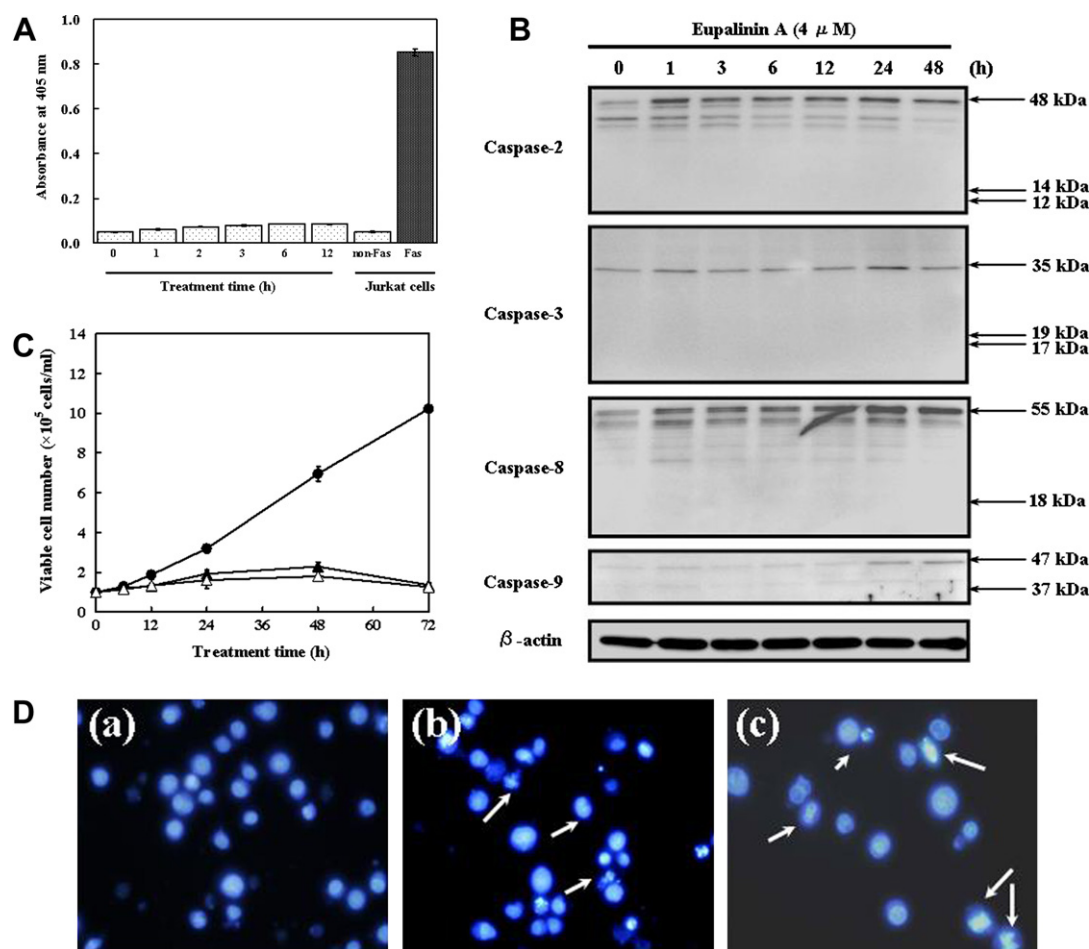 A
1.0
0.8
0.6
0.4
0.2
0.0
Absorbance at 405 nm
0 1 2 3 6 12 non-Fas Fas
Treatment time (h) Jurkat cells
B
Eupalinin A (4 μM)
0 1 3 6 12 24 48 (h)
Caspase-2
48 kDa
14 kDa
12 kDa
Caspase-3
35 kDa
19 kDa
17 kDa
Caspase-8
55 kDa
18 kDa
Caspase-9
47 kDa
37 kDa
β-actin
C
14
12
10
8
6
4
2
0
Viable cell number (×10⁵ cells/ml)
0 12 24 36 48 60 72
Treatment time (h)
D
(a)
(b)
(c)